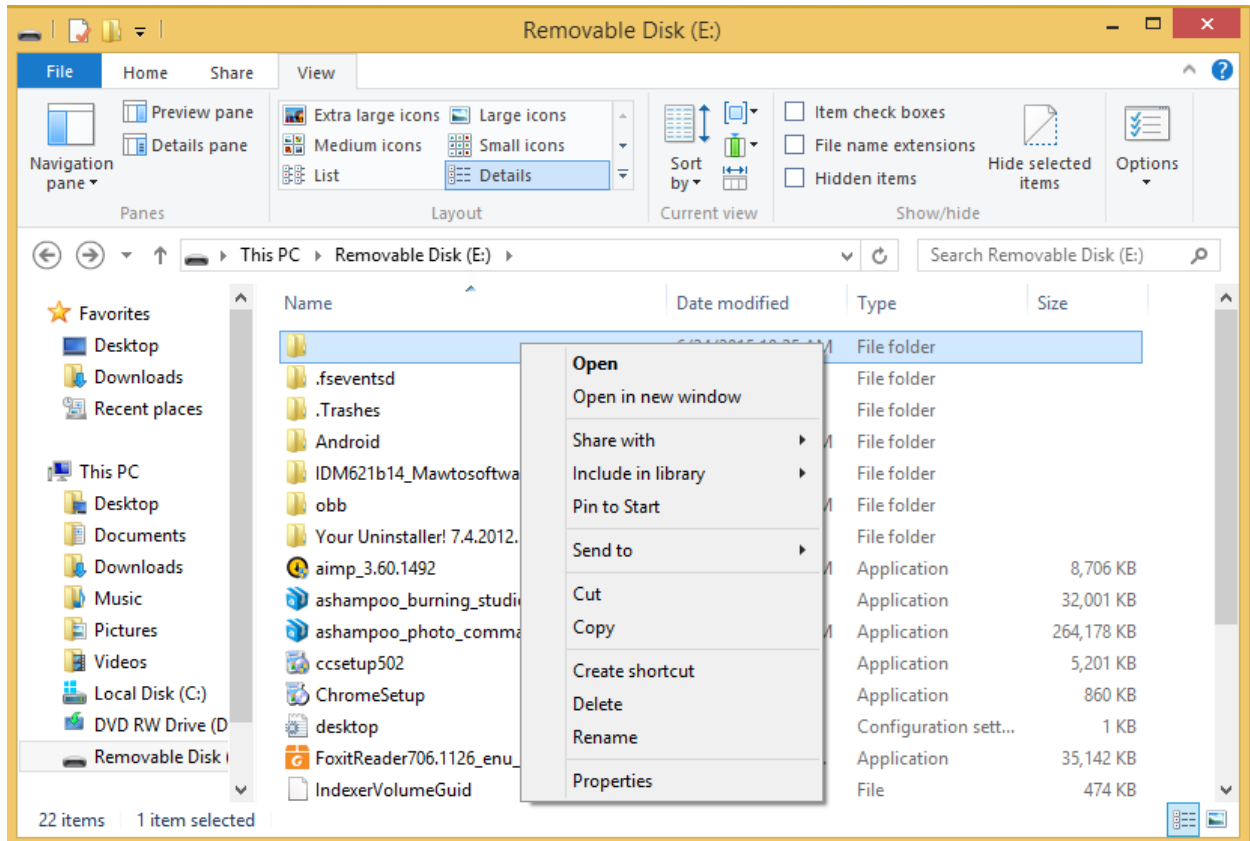 Removable Disk (E:)
File Home Share View
Preview pane
Details pane
Navigation pane
Panes
Extra large icons Large icons
Medium icons Small icons
List Details
Layout
Sort by
Current view
Item check boxes
File name extensions
Hidden items
Hide selected items
Show/hide
Options
This PC Removable Disk (E:)
Search Removable Disk (E:)
Favorites
Desktop
Downloads
Recent places
This PC
Desktop
Documents
Downloads
Music
Pictures
Videos
Local Disk (C:)
DVD RW Drive (D
Removable Disk (
Name Date modified Type Size
File folder
.fseventsd File folder
.Trashes File folder
Android File folder
IDM621b14_Mawtosoftwa File folder
obb File folder
Your Uninstaller! 7.4.2012. File folder
aimp_3.60.1492 Application 8,706 KB
ashampoo_burning_studi Application 32,001 KB
ashampoo_photo_comma Application 264,178 KB
ccsetup502 Application 5,201 KB
ChromeSetup Application 860 KB
desktop Configuration sett... 1 KB
FoxitReader706.1126_enu_ Application 35,142 KB
IndexerVolumeGuid File 474 KB
Open
Open in new window
Share with
Include in library
Pin to Start
Send to
Cut
Copy
Create shortcut
Delete
Rename
Properties
22 items 1 item selected